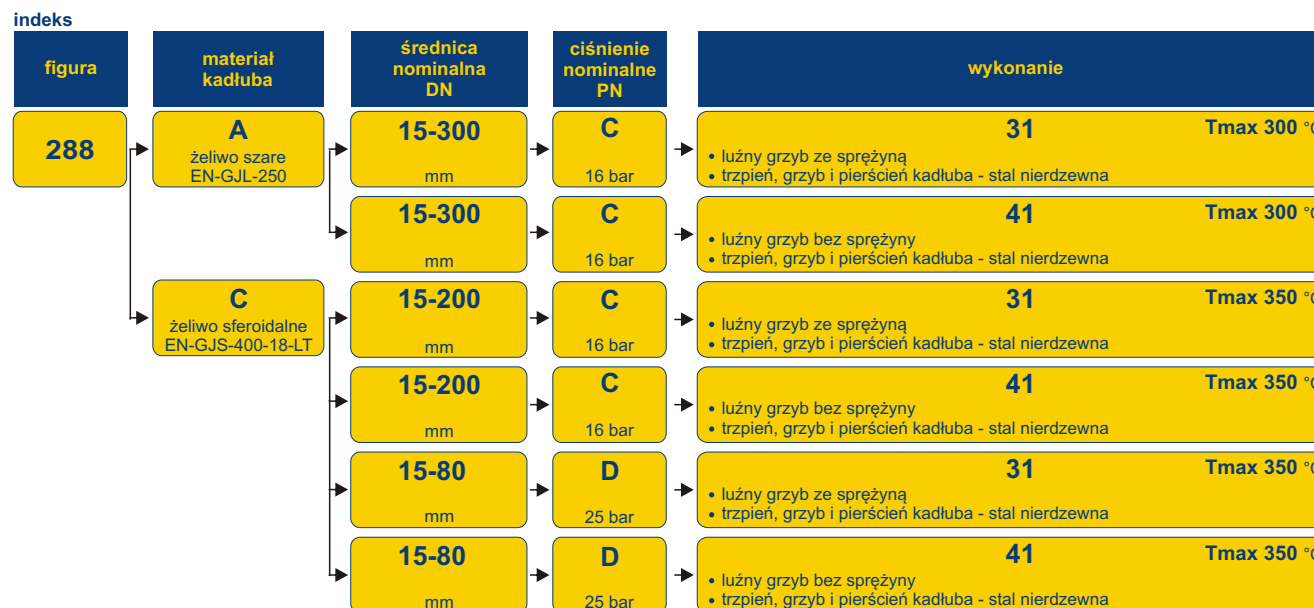 indeks
figura
materiał
kadłuba
średnica
nominalna
DN
ciśnienie
nominalne
PN
wykonanie
288
A
żeliwo szare
EN-GJL-250
15-300
mm
C
16 bar
31
Tmax 300 °C
• luźny grzyb ze sprężyną
• trzpień, grzyb i pierścień kadłuba - stal nierdzewna
15-300
mm
C
16 bar
41
Tmax 300 °C
• luźny grzyb bez sprężyny
• trzpień, grzyb i pierścień kadłuba - stal nierdzewna
C
żeliwo sferoidalne
EN-GJS-400-18-LT
15-200
mm
C
16 bar
31
Tmax 350 °C
• luźny grzyb ze sprężyną
• trzpień, grzyb i pierścień kadłuba - stal nierdzewna
15-200
mm
C
16 bar
41
Tmax 350 °C
• luźny grzyb bez sprężyny
• trzpień, grzyb i pierścień kadłuba - stal nierdzewna
15-80
mm
D
25 bar
31
Tmax 350 °C
• luźny grzyb ze sprężyną
• trzpień, grzyb i pierścień kadłuba - stal nierdzewna
15-80
mm
D
25 bar
41
Tmax 350 °C
• luźny grzyb bez sprężyny
• trzpień, grzyb i pierścień kadłuba - stal nierdzewna